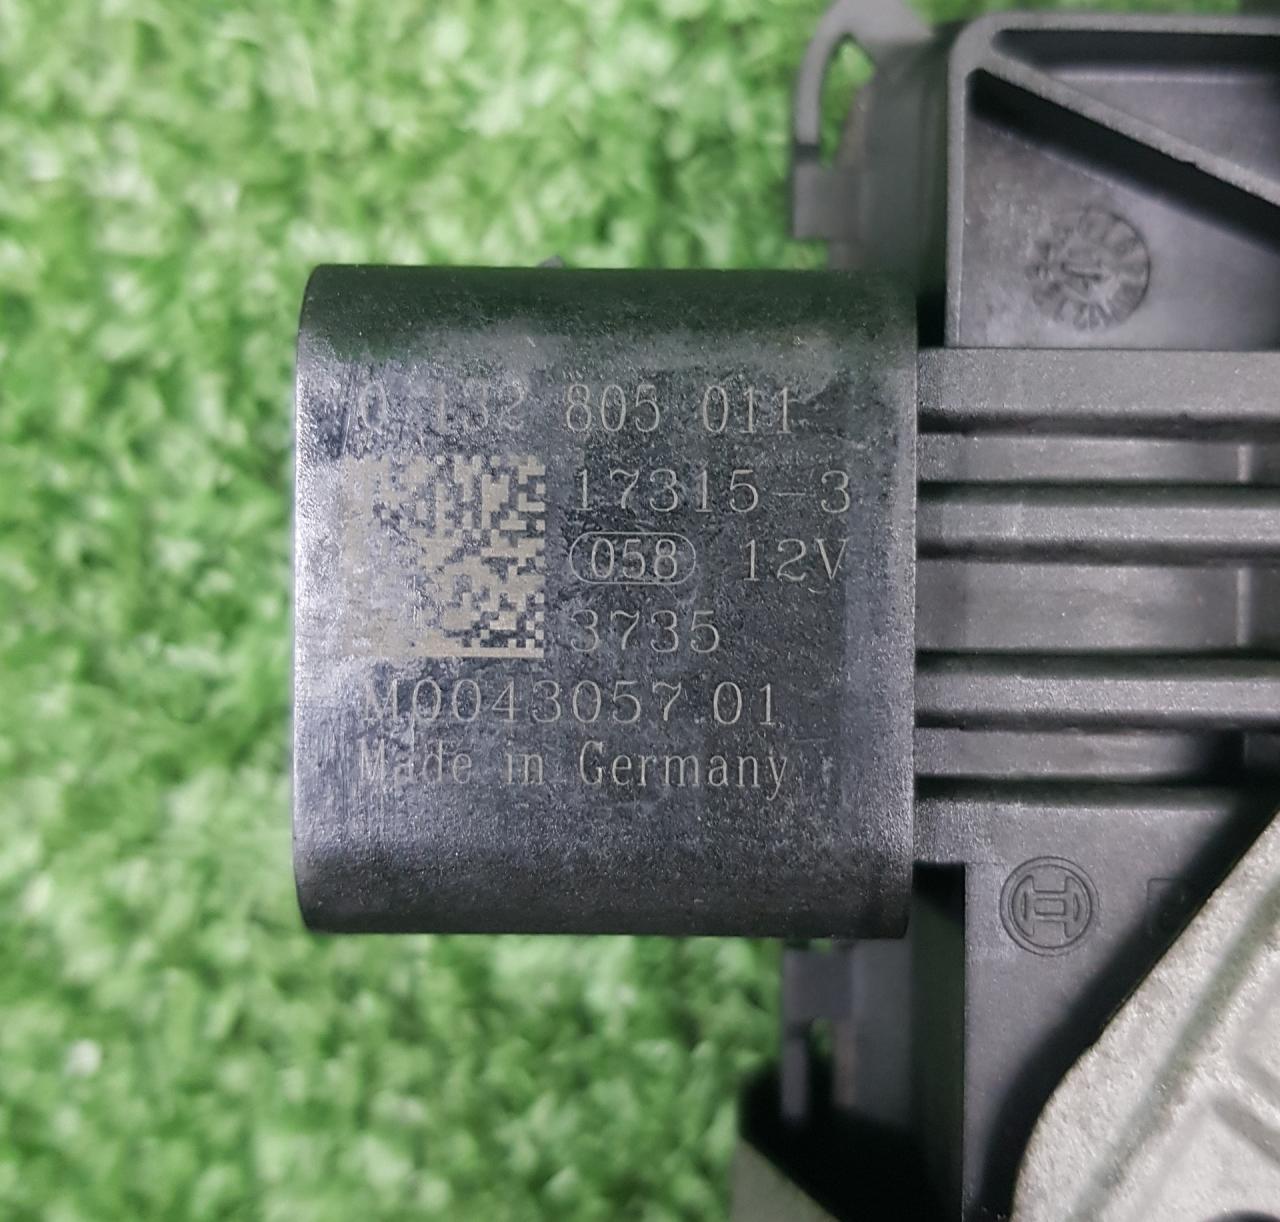 0 132 805 011
17315-3
058 12V
3735
M0043057.01
Made in Germany